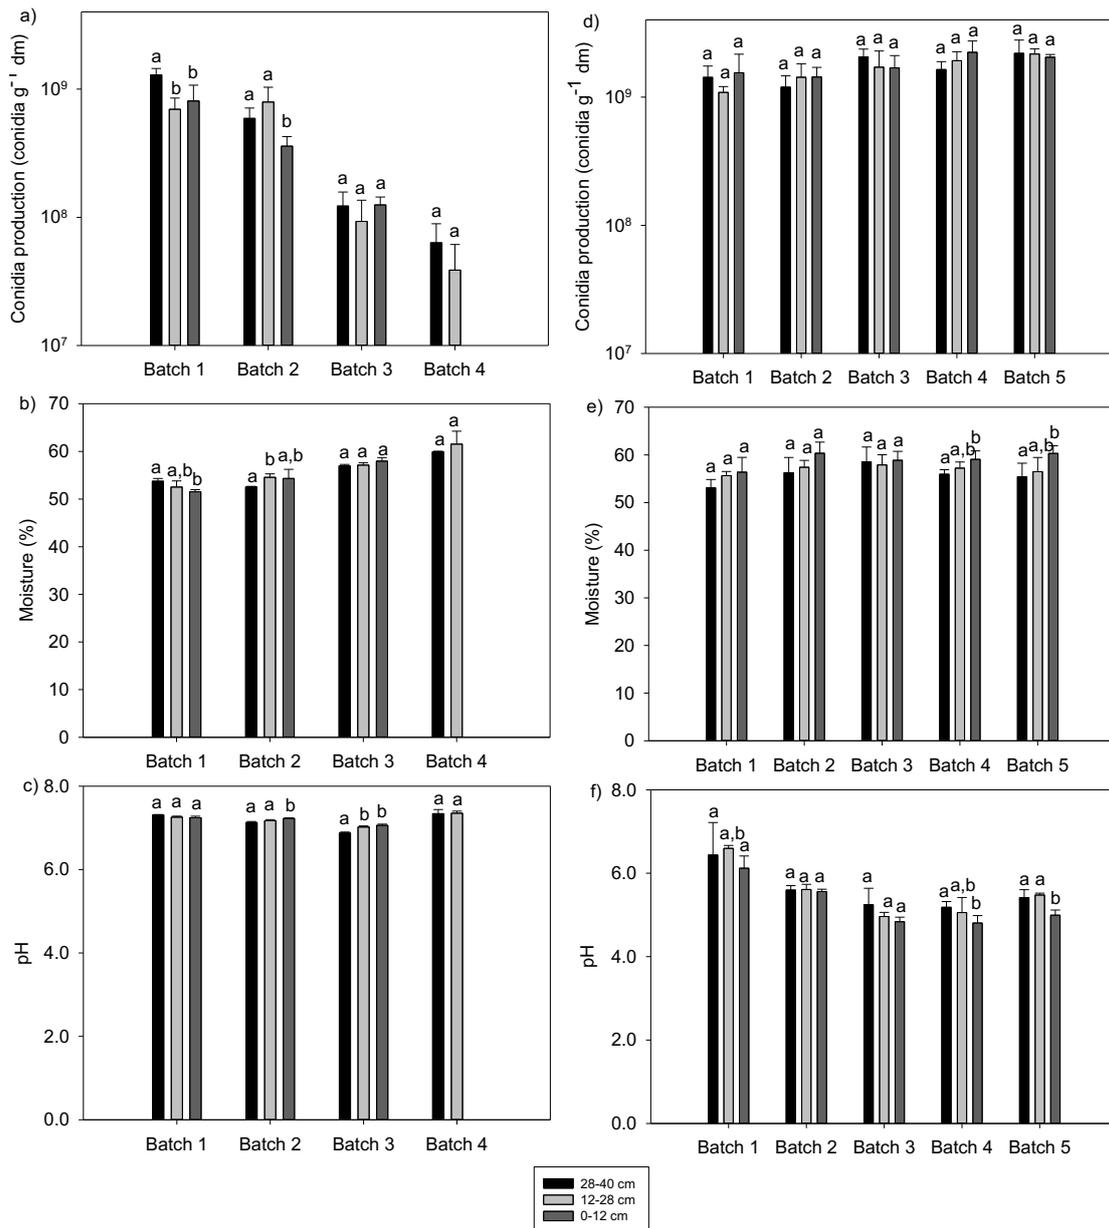 a)
Conidia production (conidia g⁻¹ dm)
10⁹
10⁸
10⁷
a
b
b
a
a
b
a
a
a
a
a
Batch 1 Batch 2 Batch 3 Batch 4
d)
Conidia production (conidia g⁻¹ dm)
10⁹
10⁸
10⁷
a a a
a a a
a a a
a a a
a a a
Batch 1 Batch 2 Batch 3 Batch 4 Batch 5
b)
Moisture (%)
70
60
50
40
30
20
10
0
a a,b b
a b a,b
a a a
a a
Batch 1 Batch 2 Batch 3 Batch 4
e)
Moisture (%)
70
60
50
40
30
20
10
0
a a a
a a a
a a a
a a,b b
a a,b b
Batch 1 Batch 2 Batch 3 Batch 4 Batch 5
c)
pH
8.0
6.0
4.0
2.0
0.0
a a a
a a b
a b b
a a
Batch 1 Batch 2 Batch 3 Batch 4
f)
pH
8.0
6.0
4.0
2.0
0.0
a a,b a
a a a
a a a
a a,b b
a a b
Batch 1 Batch 2 Batch 3 Batch 4 Batch 5
28-40 cm
12-28 cm
0-12 cm